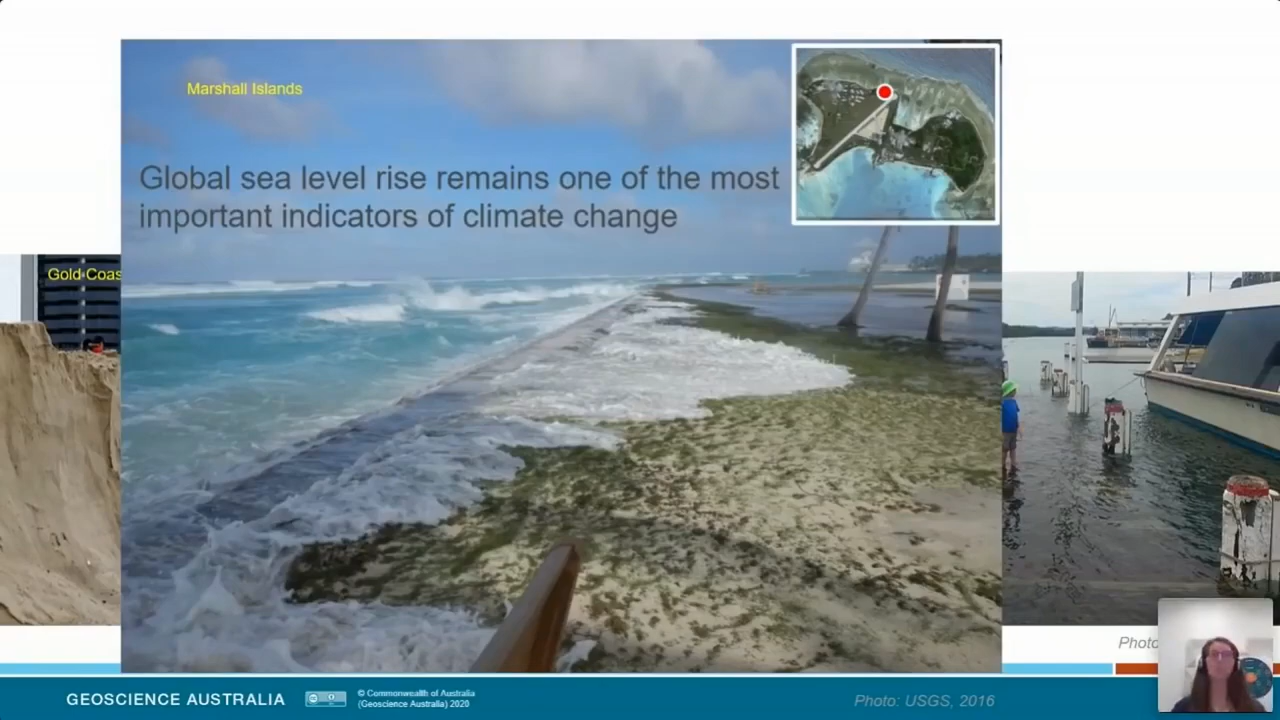 Marshall Islands
Global sea level rise remains one of the most
important indicators of climate change
Gold Coas
Photo
GEOSCIENCE AUSTRALIA
© Commonwealth of Australia
(Geoscience Australia) 2020
Photo: USGS, 2016